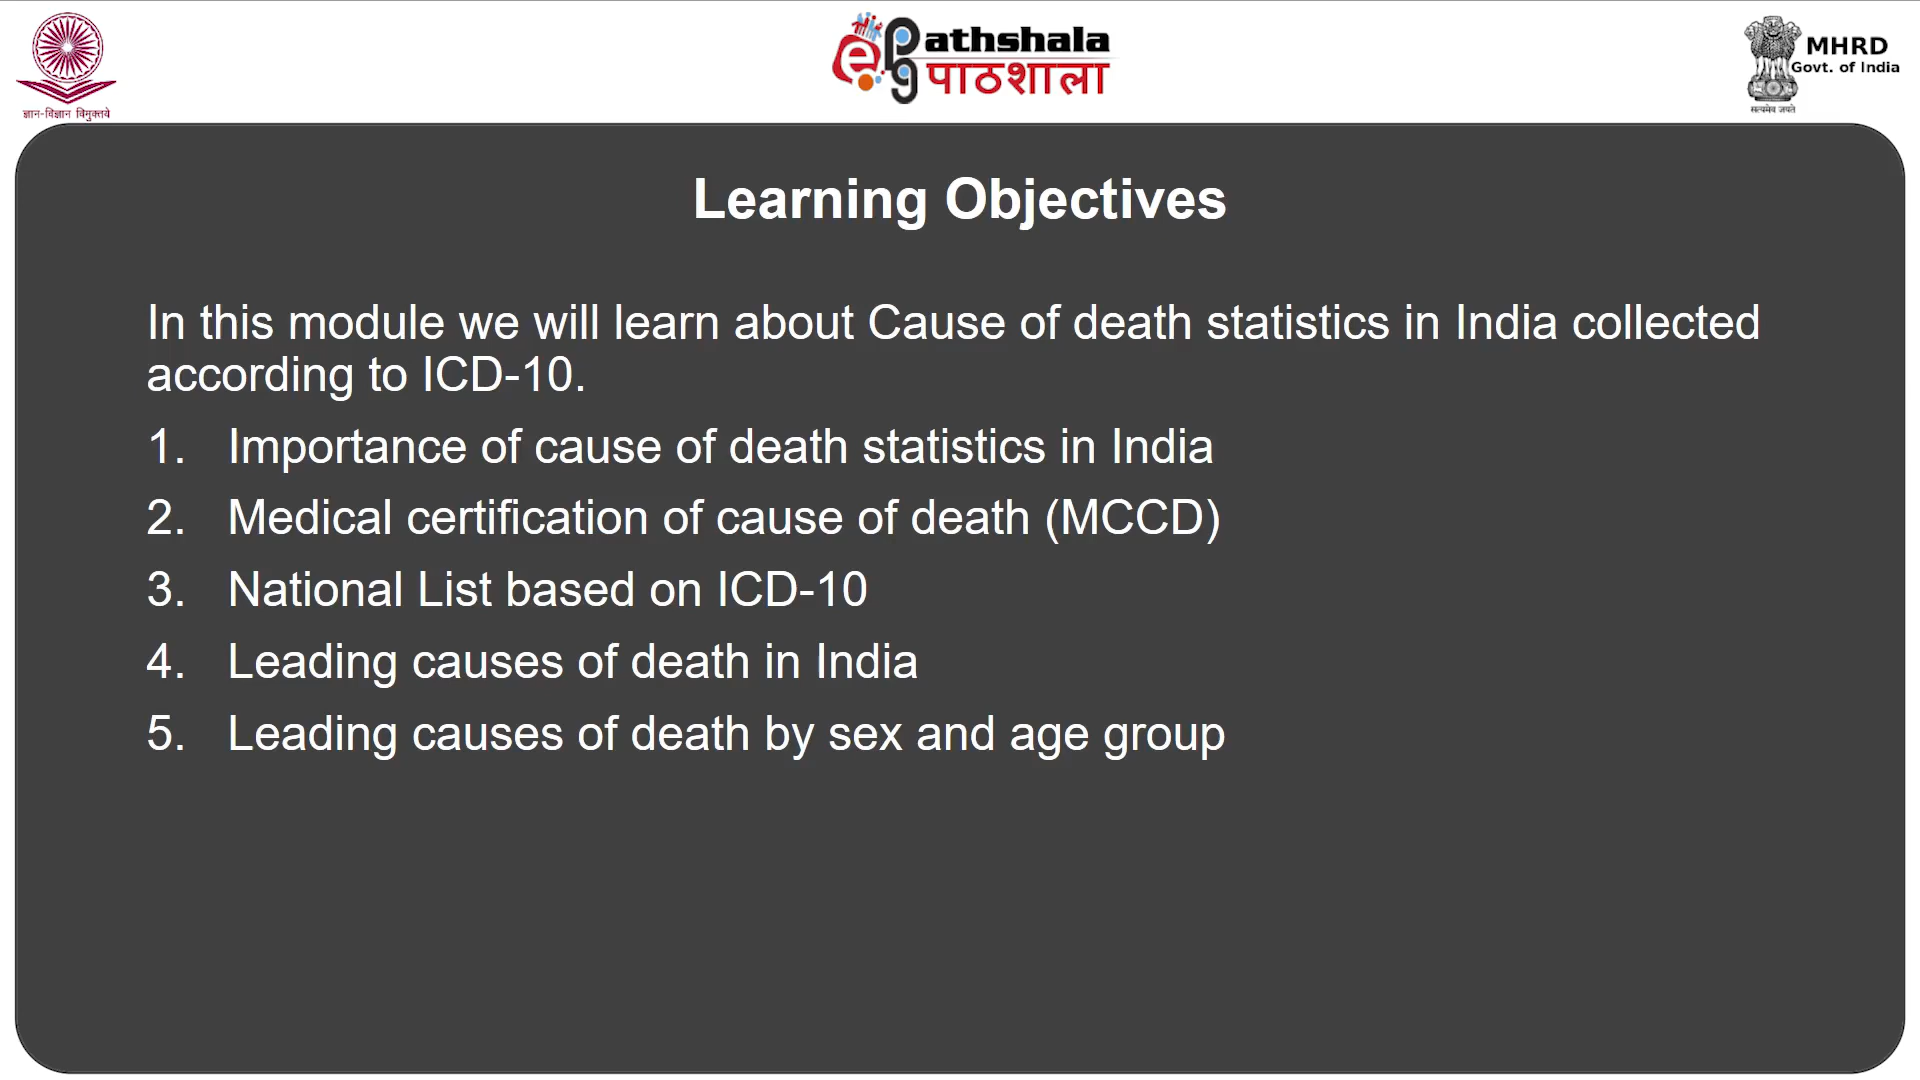 ज्ञान-विज्ञान विमुक्तये
e PG Pathshala
पाठशाला
MHRD
Govt. of India
सत्यमेव जयते
Learning Objectives
In this module we will learn about Cause of death statistics in India collected
according to ICD-10.
1. Importance of cause of death statistics in India
2. Medical certification of cause of death (MCCD)
3. National List based on ICD-10
4. Leading causes of death in India
5. Leading causes of death by sex and age group